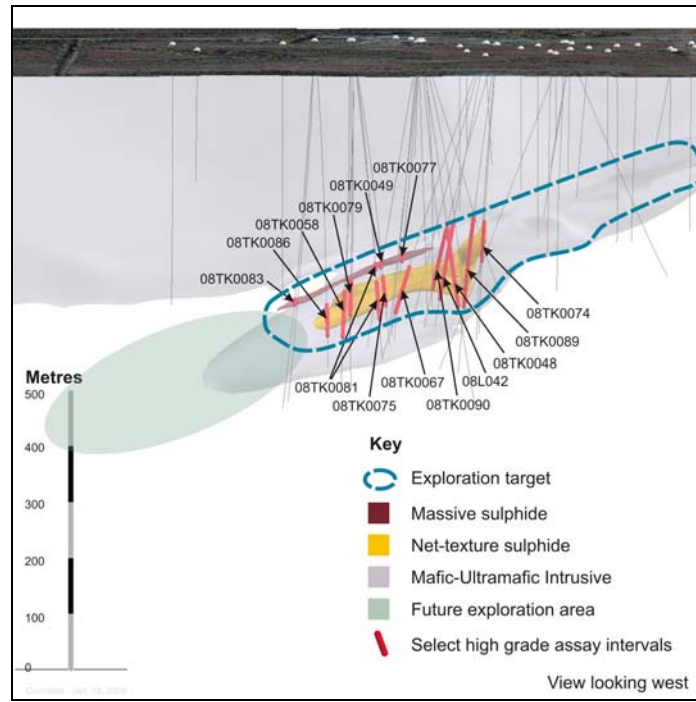 08TK0077
08TK0049
08TK0079
08TK0058
08TK0086
08TK0083
08TK0074
08TK0089
08TK0048
08L042
08TK0090
08TK0067
08TK0075
08TK0081
Metres
500
400
300
200
100
0
Key
Exploration target
Massive sulphide
Net-texture sulphide
Mafic-Ultramafic Intrusive
Future exploration area
Select high grade assay intervals
View looking west